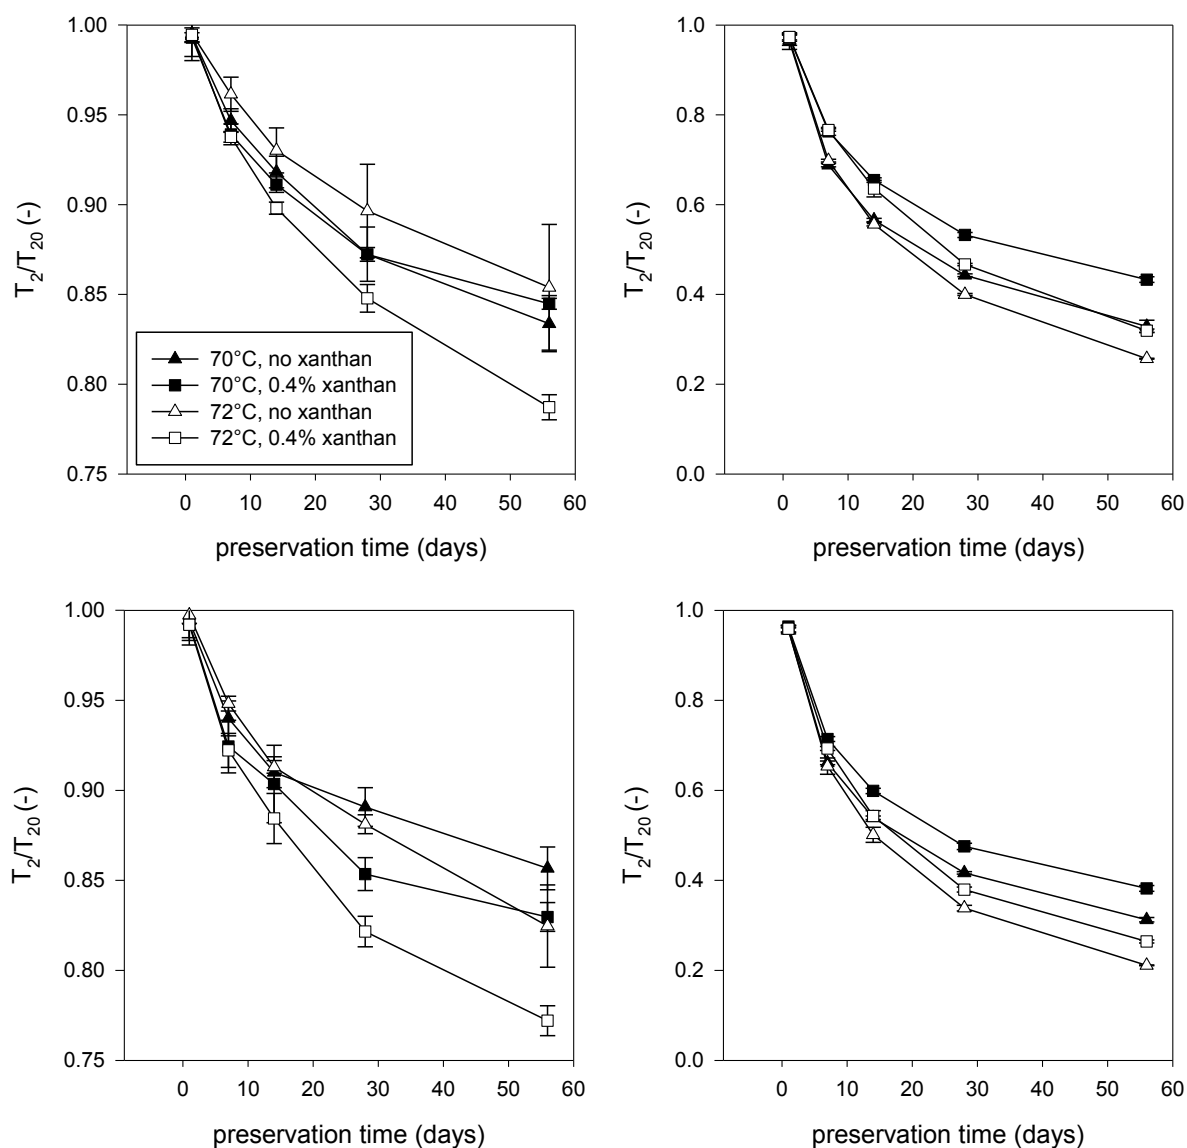 1.00
0.95
0.90
0.85
0.80
0.75
T2/T20 (-)
70°C, no xanthan
70°C, 0.4% xanthan
72°C, no xanthan
72°C, 0.4% xanthan
0 10 20 30 40 50 60
preservation time (days)
1.0
0.8
0.6
0.4
0.2
0.0
T2/T20 (-)
0 10 20 30 40 50 60
preservation time (days)
1.00
0.95
0.90
0.85
0.80
0.75
T2/T20 (-)
0 10 20 30 40 50 60
preservation time (days)
1.0
0.8
0.6
0.4
0.2
0.0
T2/T20 (-)
0 10 20 30 40 50 60
preservation time (days)